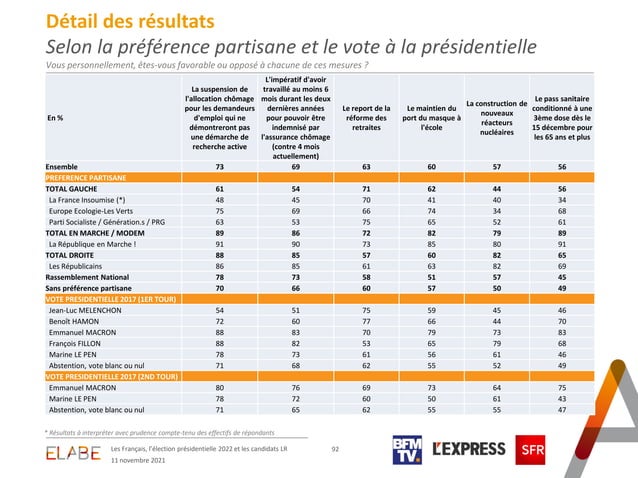 Détail des résultats
Selon la préférence partisane et le vote à la présidentielle
Vous personnellement, êtes-vous favorable ou opposé à chacune de ces mesures ?
En %
La suspension de
l'allocation chômage
pour les demandeurs
d'emploi qui ne
démontreront pas
une démarche de
recherche active
L'impératif d'avoir
travaillé au moins 6
mois durant les deux
dernières années
pour pouvoir être
indemnisé par
l'assurance chômage
(contre 4 mois
actuellement)
Le report de la
réforme des
retraites
Le maintien du
port du masque à
l'école
La construction de
nouveaux
réacteurs
nucléaires
Le pass sanitaire
conditionné à une
3ème dose dès le
15 décembre pour
les 65 ans et plus
Ensemble 73 69 63 60 57 56
PREFERENCE PARTISANE
TOTAL GAUCHE 61 54 71 62 44 56
La France Insoumise (*) 48 45 70 41 40 34
Europe Ecologie-Les Verts 75 69 66 74 34 68
Parti Socialiste / Génération.s / PRG 63 53 75 65 52 61
TOTAL EN MARCHE / MODEM 89 86 72 82 79 89
La République en Marche ! 91 90 73 85 80 91
TOTAL DROITE 88 85 57 60 82 65
Les Républicains 86 85 61 63 82 69
Rassemblement National 78 73 58 51 57 45
Sans préférence partisane 70 66 60 57 50 49
VOTE PRESIDENTIELLE 2017 (1ER TOUR)
Jean-Luc MELENCHON 54 51 75 59 45 46
Benoît HAMON 72 60 77 66 44 70
Emmanuel MACRON 88 83 70 79 73 83
François FILLON 88 82 53 65 79 68
Marine LE PEN 78 73 61 56 61 46
Abstention, vote blanc ou nul 71 68 62 55 52 49
VOTE PRESIDENTIELLE 2017 (2ND TOUR)
Emmanuel MACRON 80 76 69 73 64 75
Marine LE PEN 78 72 60 50 61 43
Abstention, vote blanc ou nul 71 65 62 55 55 47
* Résultats à interpréter avec prudence compte-tenu des effectifs de répondants
ELABE
Les Français, l'élection présidentielle 2022 et les candidats LR
11 novembre 2021
92
BFM
TV.
L'EXPRESS
SFR